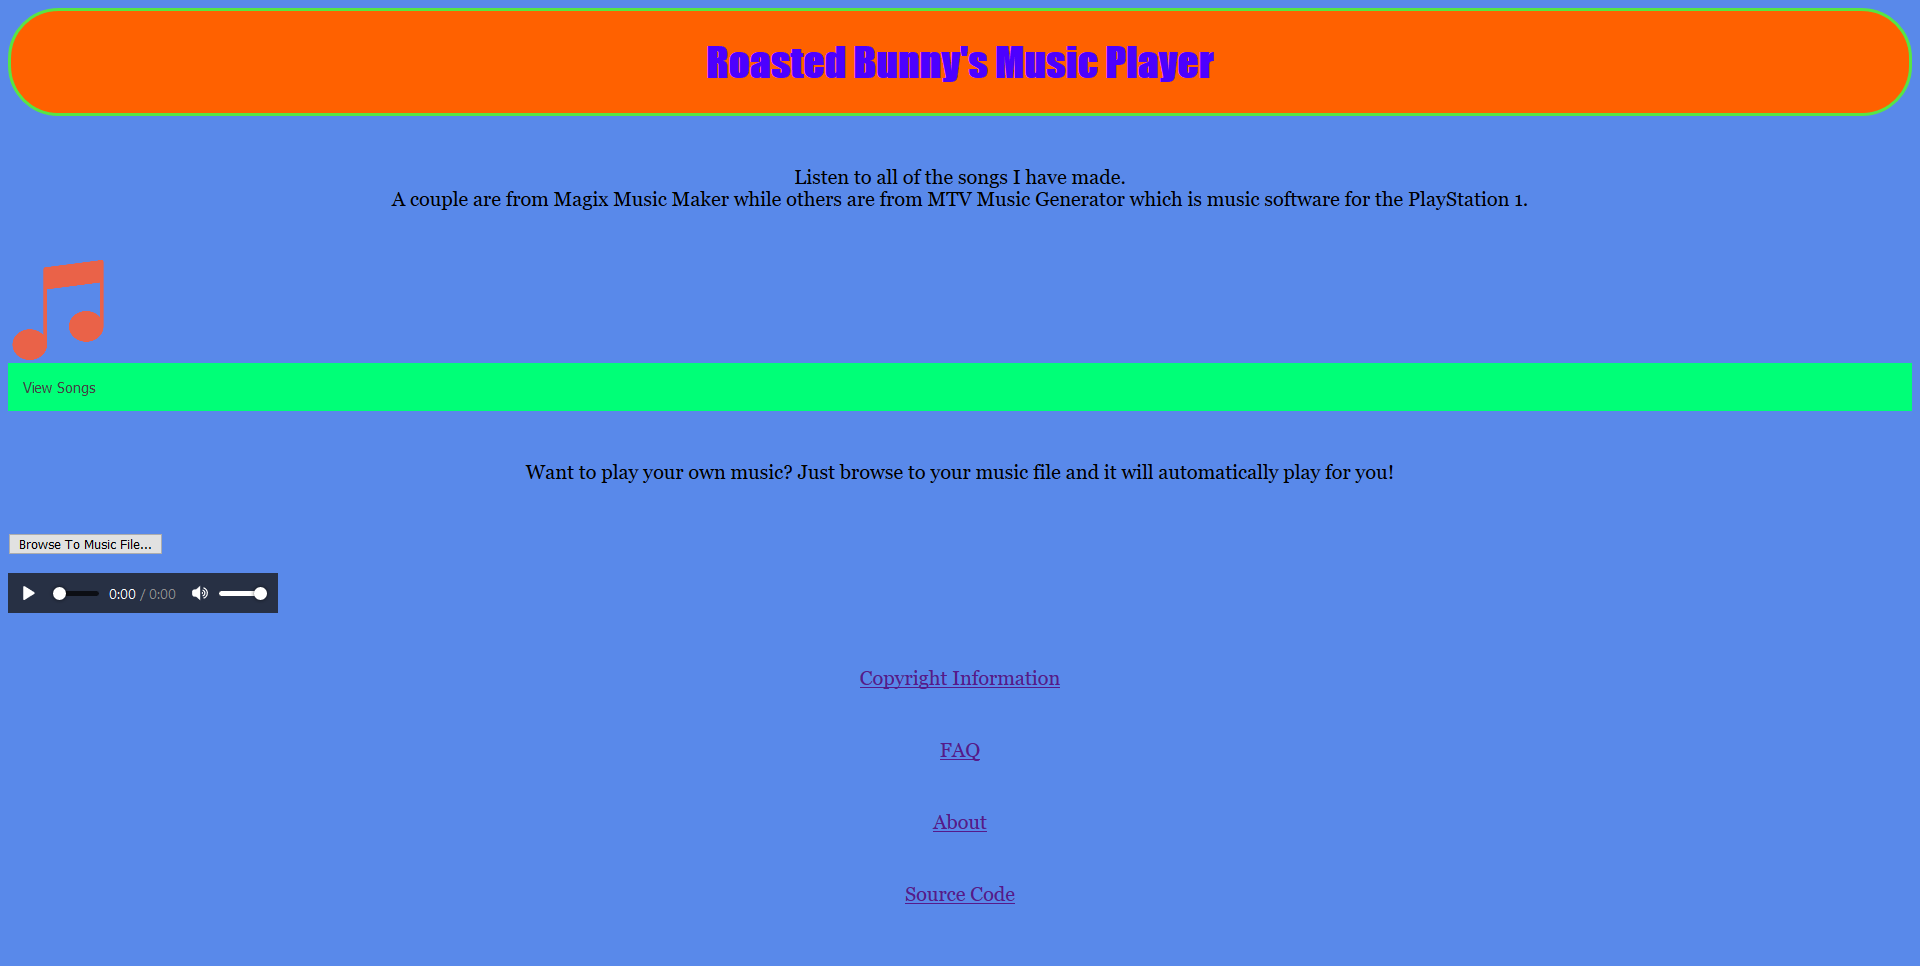 Roasted Bunny's Music Player
Listen to all of the songs I have made.
A couple are from Magix Music Maker while others are from MTV Music Generator which is music software for the PlayStation 1.
View Songs
Want to play your own music? Just browse to your music file and it will automatically play for you!
Browse To Music File...
0:00 / 0:00
Copyright Information
FAQ
About
Source Code